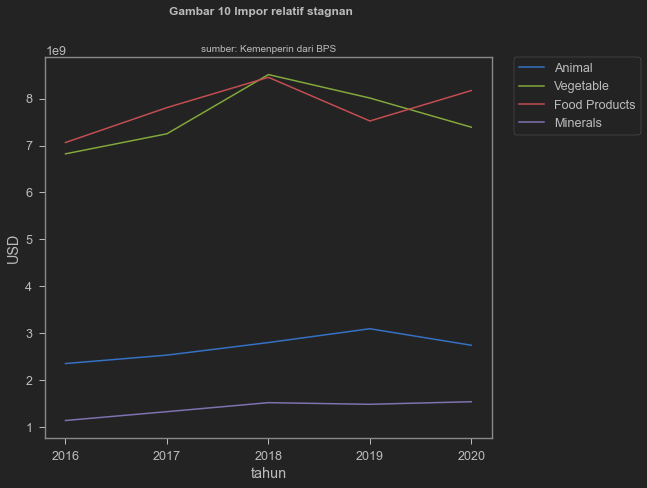 Gambar 10 Impor relatif stagnan
sumber: Kemenperin dari BPS
1e9
8
7
6
5
4
3
2
1
USD
2016 2017 2018 2019 2020
tahun
Animal
Vegetable
Food Products
Minerals